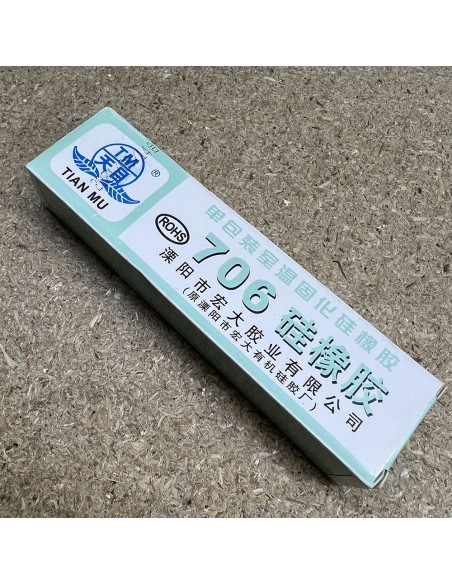 TM
天目
®
TIAN MU
单包装室温固化硅橡胶
ROHS
706 硅橡胶
溧阳市宏大胶业有限公司
(原溧阳市宏大有机硅胶厂)